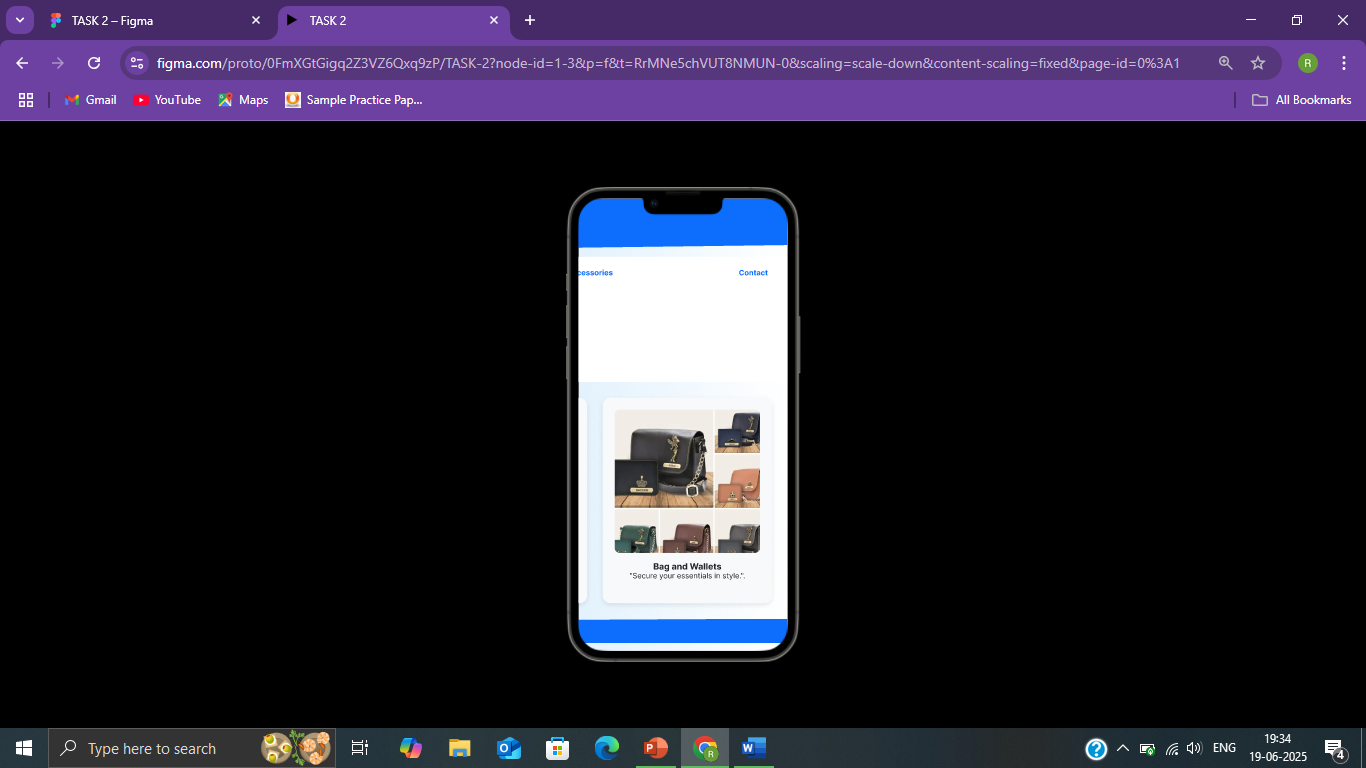 TASK 2 – Figma
TASK 2
figma.com/proto/0FmXGtGigq2Z3VZ6Qxq9zP/TASK-2?node-id=1-3&p=f&t=RrMNe5chVUT8NMUN-0&scaling=scale-down&content-scaling=fixed&page-id=0%3A1
R
Gmail
YouTube
Maps
Sample Practice Pap...
All Bookmarks
cessories
Contact
Bag and Wallets
"Secure your essentials in style.".
Type here to search
ENG
19:34
19-06-2025
4